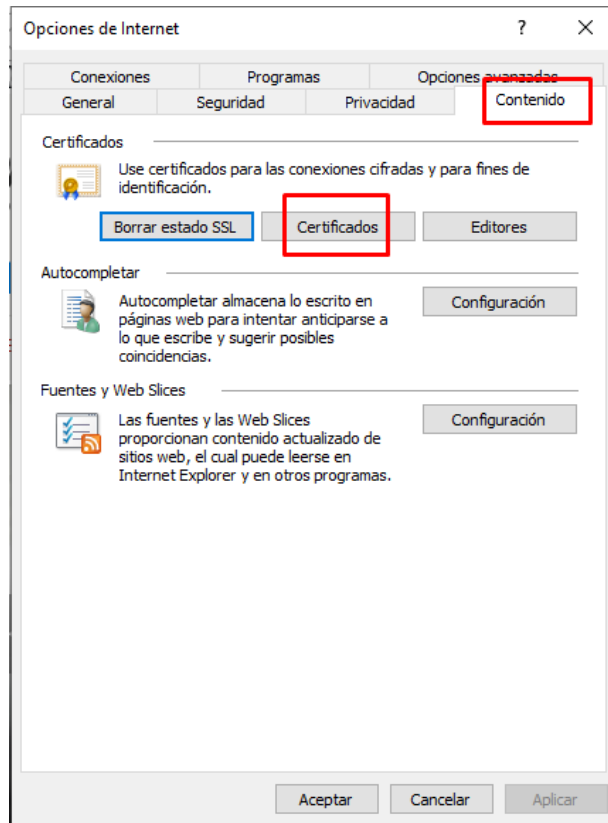 Opciones de Internet
?
Conexiones
Programas
Opciones avanzadas
General
Seguridad
Privacidad
Contenido
Certificados
Use certificados para las conexiones cifradas y para fines de
identificación.
Borrar estado SSL
Certificados
Editores
Autocompletar
Autocompletar almacena lo escrito en
páginas web para intentar anticiparse a
lo que escribe y sugerir posibles
coincidencias.
Configuración
Fuentes y Web Slices
Las fuentes y las Web Slices
proporcionan contenido actualizado de
sitios web, el cual puede leerse en
Internet Explorer y en otros programas.
Configuración
Aceptar
Cancelar
Aplicar